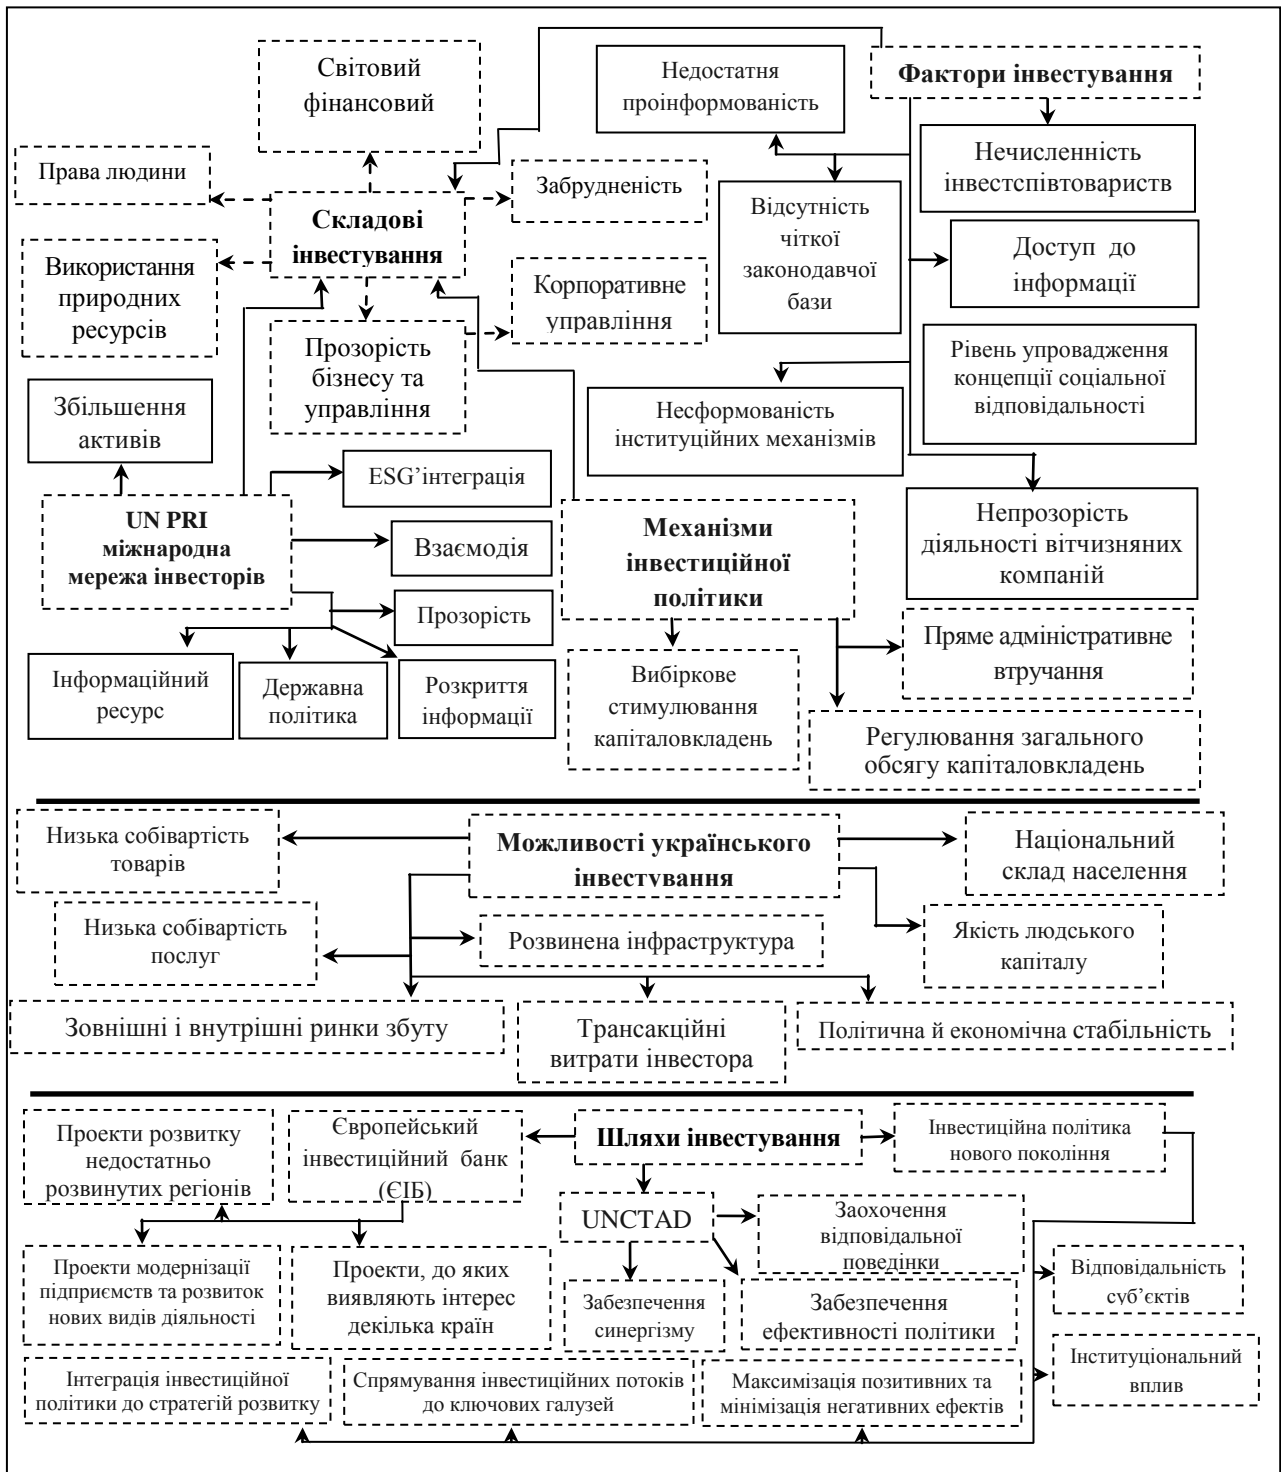 Світовий
фінансовий
Недостатня
проінформованість
Фактори інвестування
Нечисленність
інвестспівтовариств
Права людини
Забрудненість
Складові
інвестування
Відсутність
чіткої
законодавчої
бази
Доступ до
інформації
Використання
природних
ресурсів
Корпоративне
управління
Прозорість
бізнесу та
управління
Рівень упровадження
концепції соціальної
відповідальності
Збільшення
активів
Несформованість
інституційних механізмів
ESG’інтеграція
UN PRI
міжнародна
мережа інвесторів
Взаємодія
Механізми
інвестиційної
політики
Непрозорість
діяльності вітчизняних
компаній
Прозорість
Пряме адміністративне
втручання
Інформаційний
ресурс
Державна
політика
Розкриття
інформації
Вибіркове
стимулювання
капіталовкладень
Регулювання загального
обсягу капіталовкладень
Низька собівартість
товарів
Можливості українського
інвестування
Національний
склад населення
Низька собівартість
послуг
Розвинена інфраструктура
Якість людського
капіталу
Зовнішні і внутрішні ринки збуту
Трансакційні
витрати інвестора
Політична й економічна стабільність
Проекти розвитку
недостатньо
розвинутих регіонів
Європейський
інвестиційний банк
(ЄІБ)
Шляхи інвестування
Інвестиційна політика
нового покоління
UNCTAD
Заохочення
відповідальної
поведінки
Проекти модернізації
підприємств та розвиток
нових видів діяльності
Проекти, до яких
виявляють інтерес
декілька країн
Забезпечення
синергізму
Забезпечення
ефективності політики
Відповідальність
суб’єктів
Інтеграція інвестиційної
політики до стратегій розвитку
Спрямування інвестиційних потоків
до ключових галузей
Максимізація позитивних та
мінімізація негативних ефектів
Інституціональний
вплив